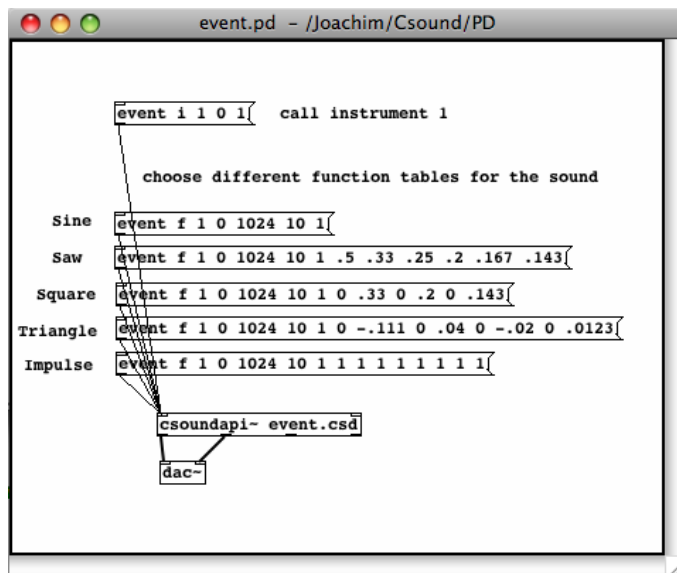 event.pd - /Joachim/Csound/PD
event i 1 0 1 call instrument 1
choose different function tables for the sound
Sine event f 1 0 1024 10 1
Saw event f 1 0 1024 10 1 .5 .33 .25 .2 .167 .143
Square event f 1 0 1024 10 1 0 .33 0 .2 0 .143
Triangle event f 1 0 1024 10 1 0 -.111 0 .04 0 -.02 0 .0123
Impulse event f 1 0 1024 10 1 1 1 1 1 1 1 1 1
csoundapi~ event.csd
dac~